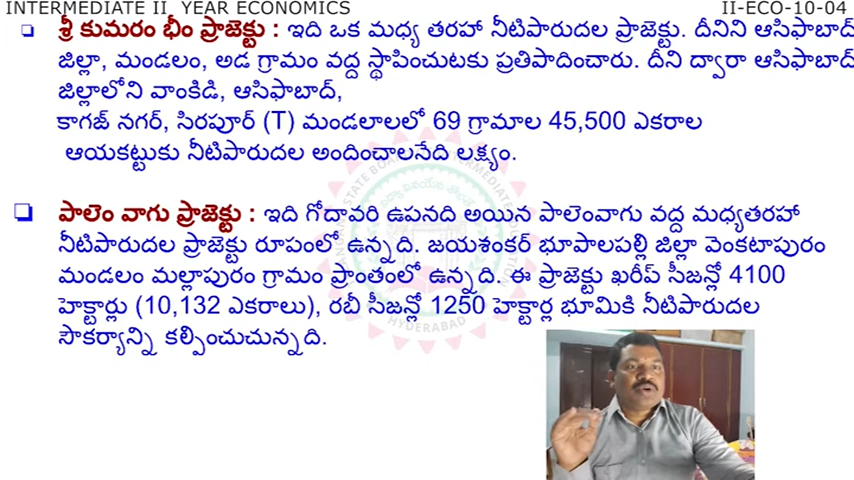 INTERMEDIATE II YEAR ECONOMICS II-ECO-10-04
❑ శ్రీ కుమరం భీం ప్రాజెక్టు : ఇది ఒక మధ్య తరహా నీటిపారుదల ప్రాజెక్టు. దీనిని ఆసిఫాబాద్
జిల్లా, మండలం, అడ గ్రామం వద్ద స్థాపించుటకు ప్రతిపాదించారు. దీని ద్వారా ఆసిఫాబాద్
జిల్లాలోని వాంకిడి, ఆసిఫాబాద్,
కాగజ్ నగర్, సిరపూర్ (T) మండలాలలో 69 గ్రామాల 45,500 ఎకరాల
ఆయకట్టుకు నీటిపారుదల అందించాలనేది లక్ష్యం.
❑ పాలెం వాగు ప్రాజెక్టు : ఇది గోదావరి ఉపనది అయిన పాలెంవాగు వద్ద మధ్యతరహా
నీటిపారుదల ప్రాజెక్టు రూపంలో ఉన్నది. జయశంకర్ భూపాలపల్లి జిల్లా వెంకటాపురం
మండలం మల్లాపురం గ్రామం ప్రాంతంలో ఉన్నది. ఈ ప్రాజెక్టు ఖరీప్ సీజన్లో 4100
హెక్టార్లు (10,132 ఎకరాలు), రబీ సీజన్లో 1250 హెక్టార్ల భూమికి నీటిపారుదల
సౌకర్యాన్ని కల్పించుచున్నది.
HYDERABAD